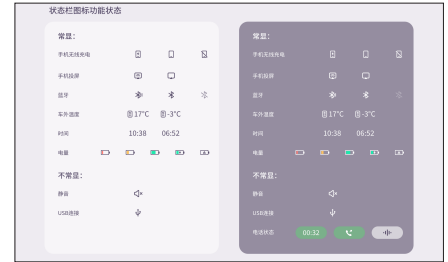 状态栏图标功能状态
常显：
手机无线充电
手机投屏
蓝牙
车外温度 17°C -3°C
时间 10:38 06:52
电量
不常显：
静音
USB连接
常显：
手机无线充电
手机投屏
蓝牙
车外温度 17°C -3°C
时间 10:38 06:52
电量
不常显：
静音
USB连接
电话状态 00:32